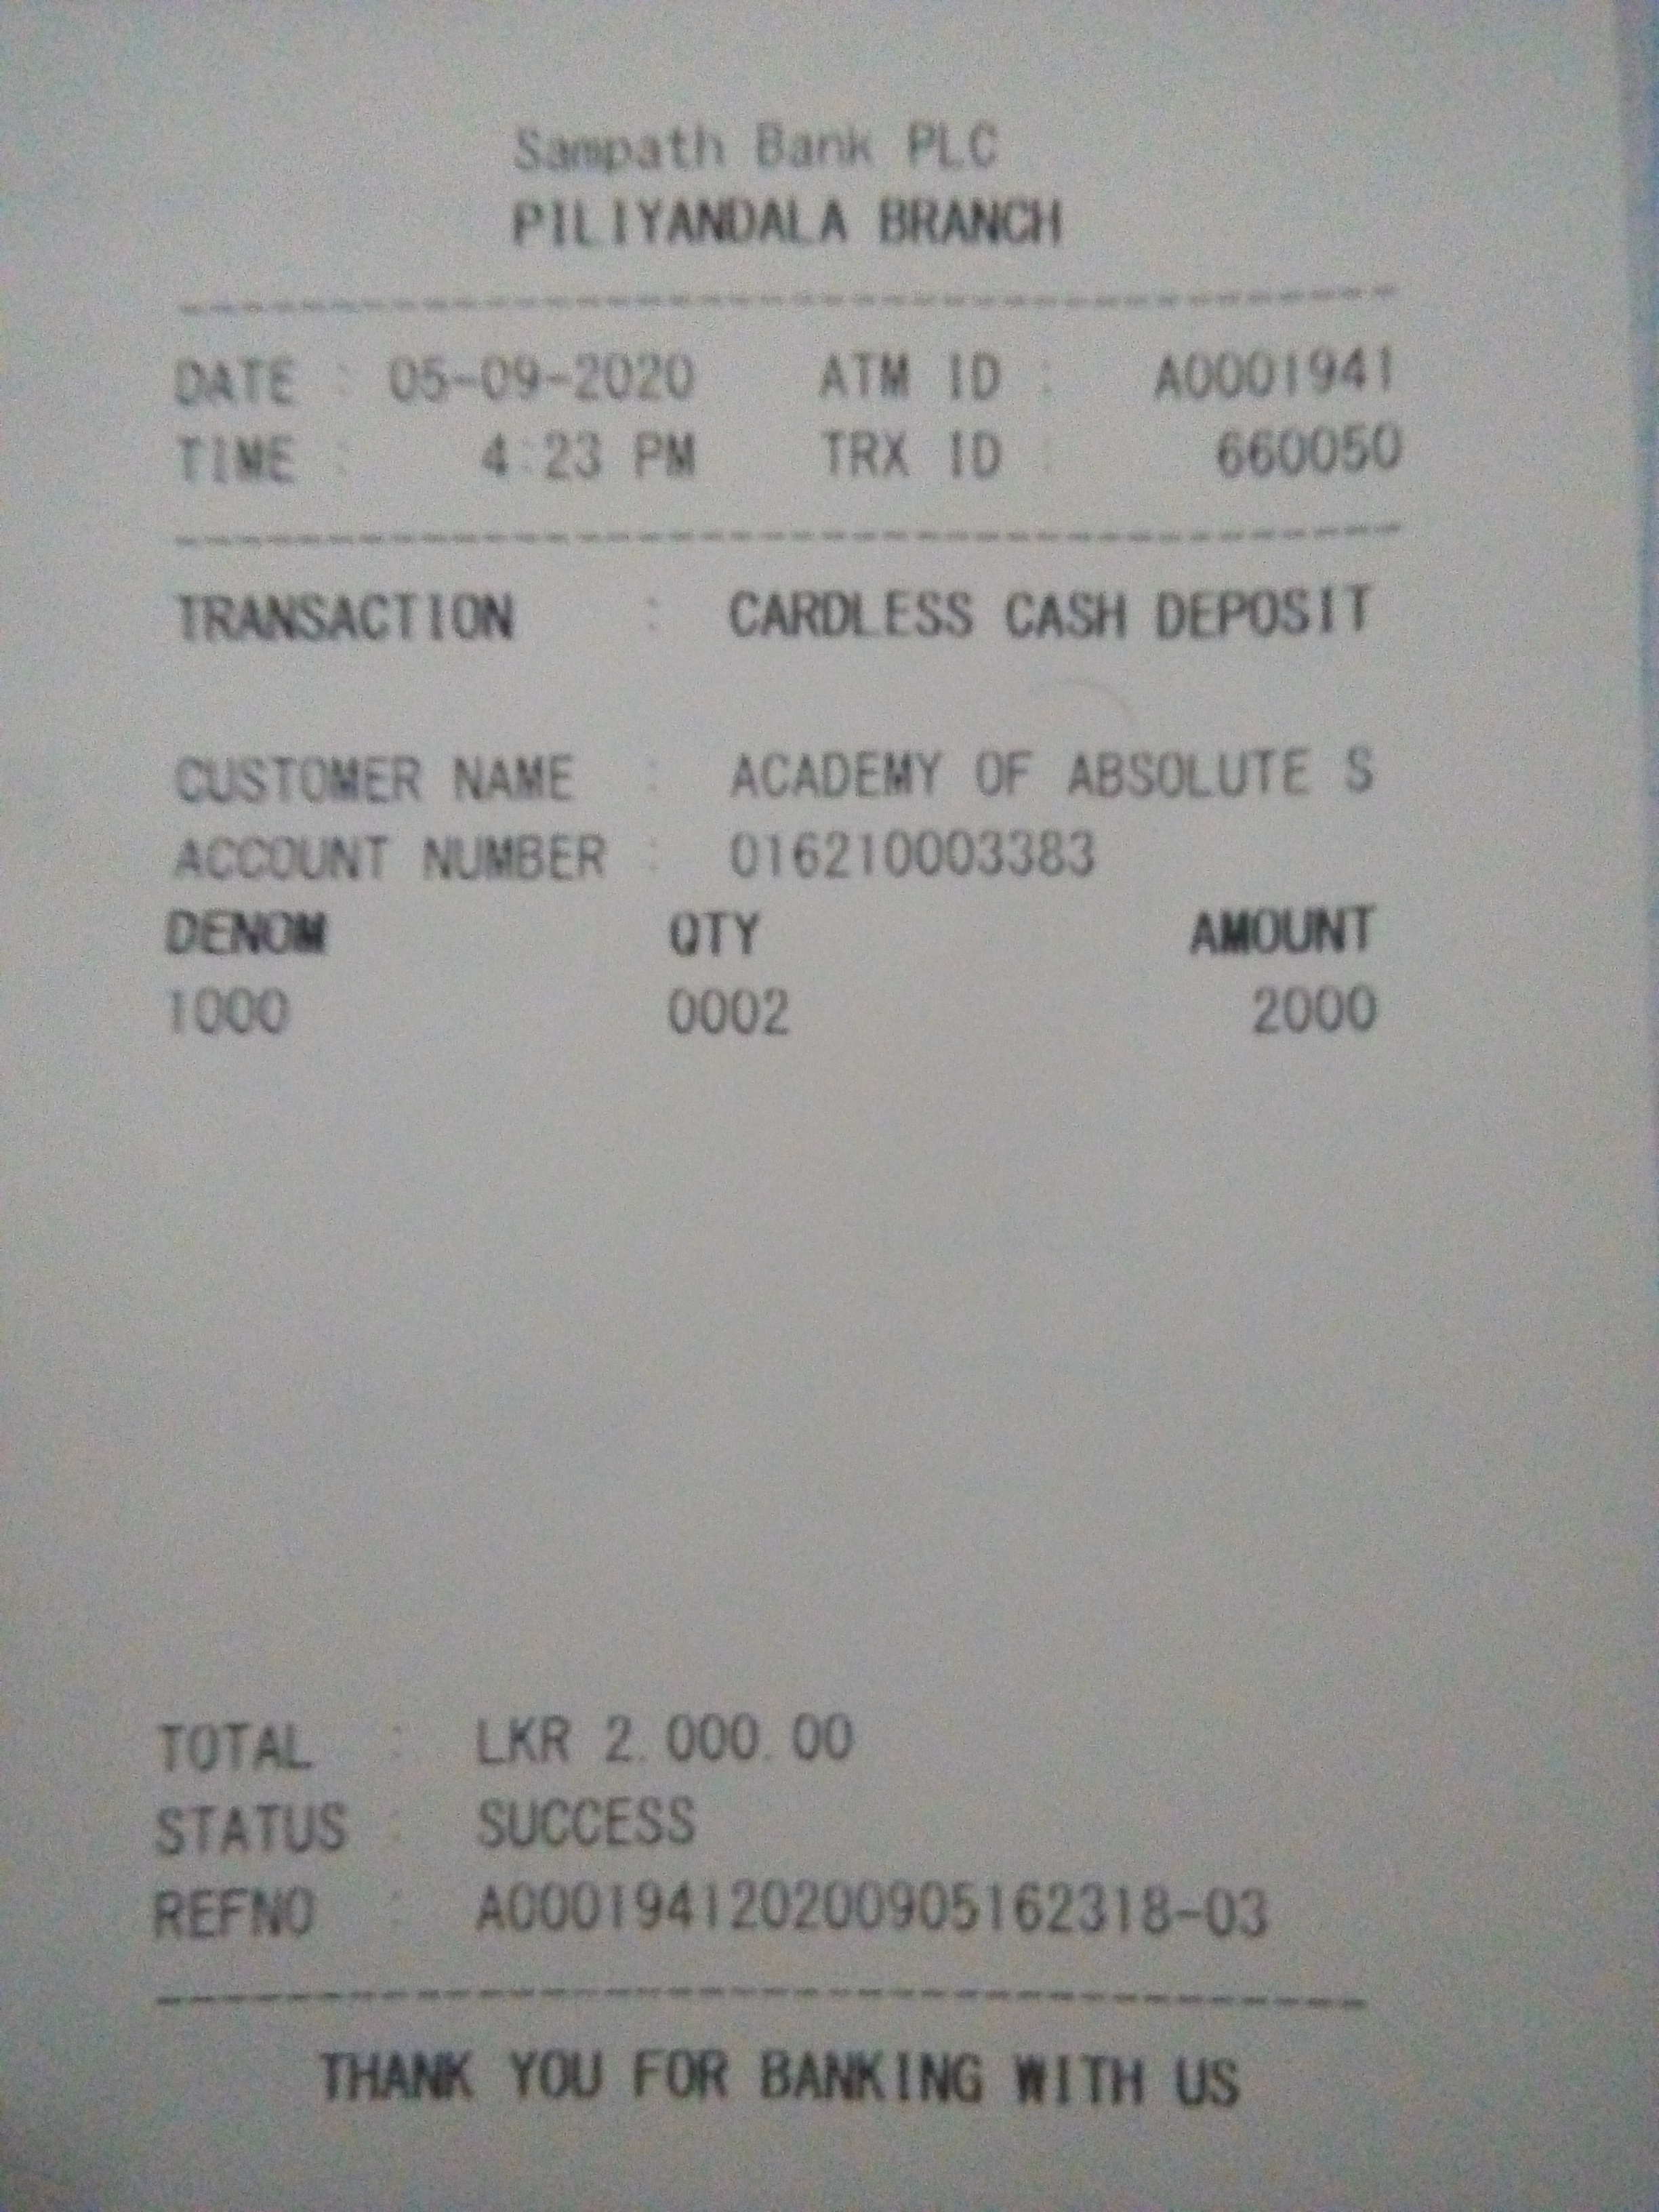 Sampath Bank PLC
PILIYANDALA BRANCH
DATE : 05-09-2020 ATM ID : A0001941
TIME : 4:23 PM TRX ID : 660050
TRANSACTION : CARDLESS CASH DEPOSIT
CUSTOMER NAME : ACADEMY OF ABSOLUTE S
ACCOUNT NUMBER : 016210003383
DENOM QTY AMOUNT
1000 0002 2000
TOTAL : LKR 2.000.00
STATUS : SUCCESS
REFNO : A000194120200905162318-03
THANK YOU FOR BANKING WITH US